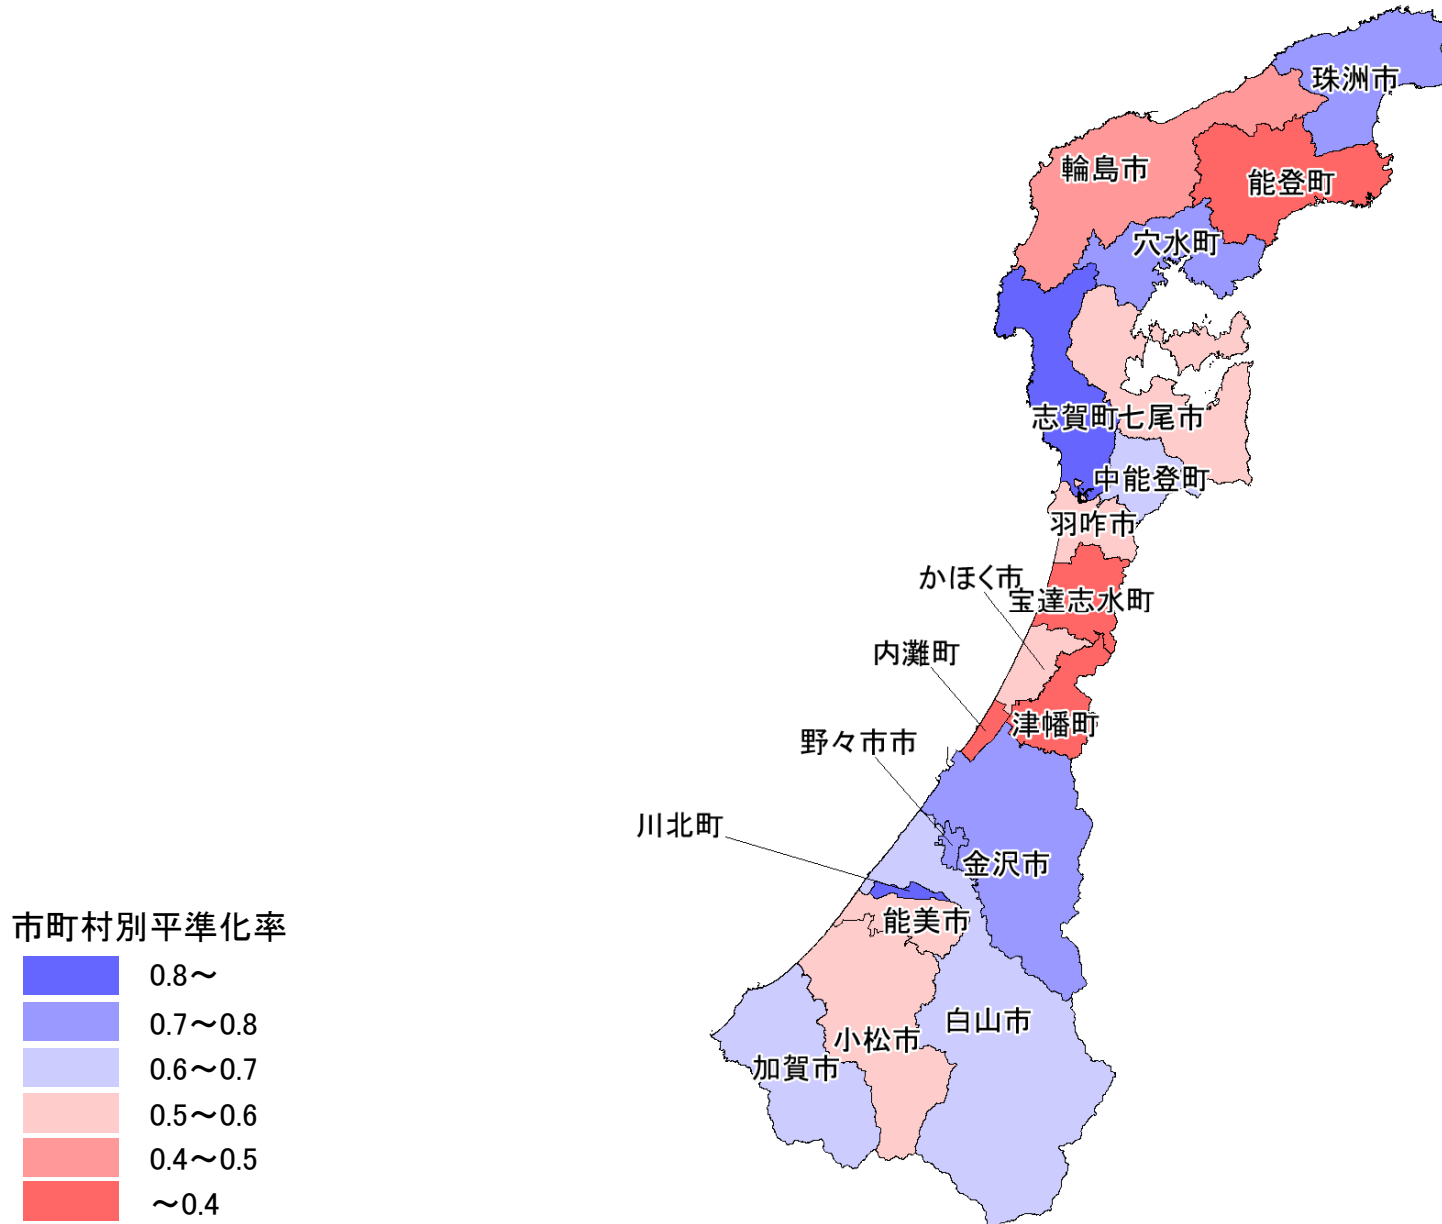 珠洲市
輪島市
能登町
穴水町
志賀町
七尾市
中能登町
羽咋市
かほく市
宝達志水町
内灘町
津幡町
野々市市
川北町
金沢市
能美市
白山市
小松市
加賀市
市町村別平準化率
0.8～
0.7～0.8
0.6～0.7
0.5～0.6
0.4～0.5
～0.4